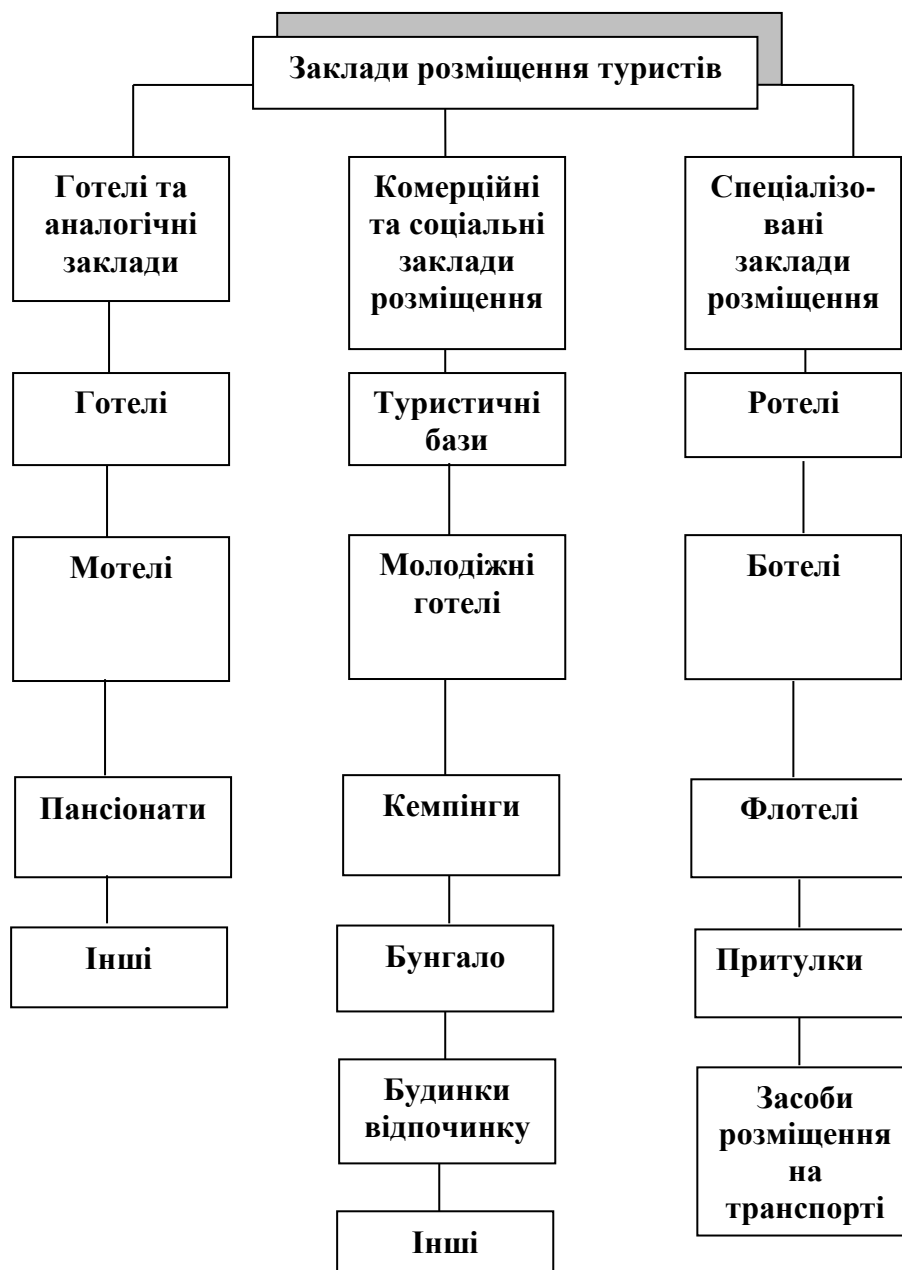 Заклади розміщення туристів
Готелі та
аналогічні
заклади
Готелі
Мотелі
Пансіонати
Інші
Комерційні
та соціальні
заклади
розміщення
Туристичні
бази
Молодіжні
готелі
Кемпінги
Бунгало
Будинки
відпочинку
Інші
Спеціалізо-
вані
заклади
розміщення
Ротелі
Ботелі
Флотелі
Притулки
Засоби
розміщення
на
транспорті